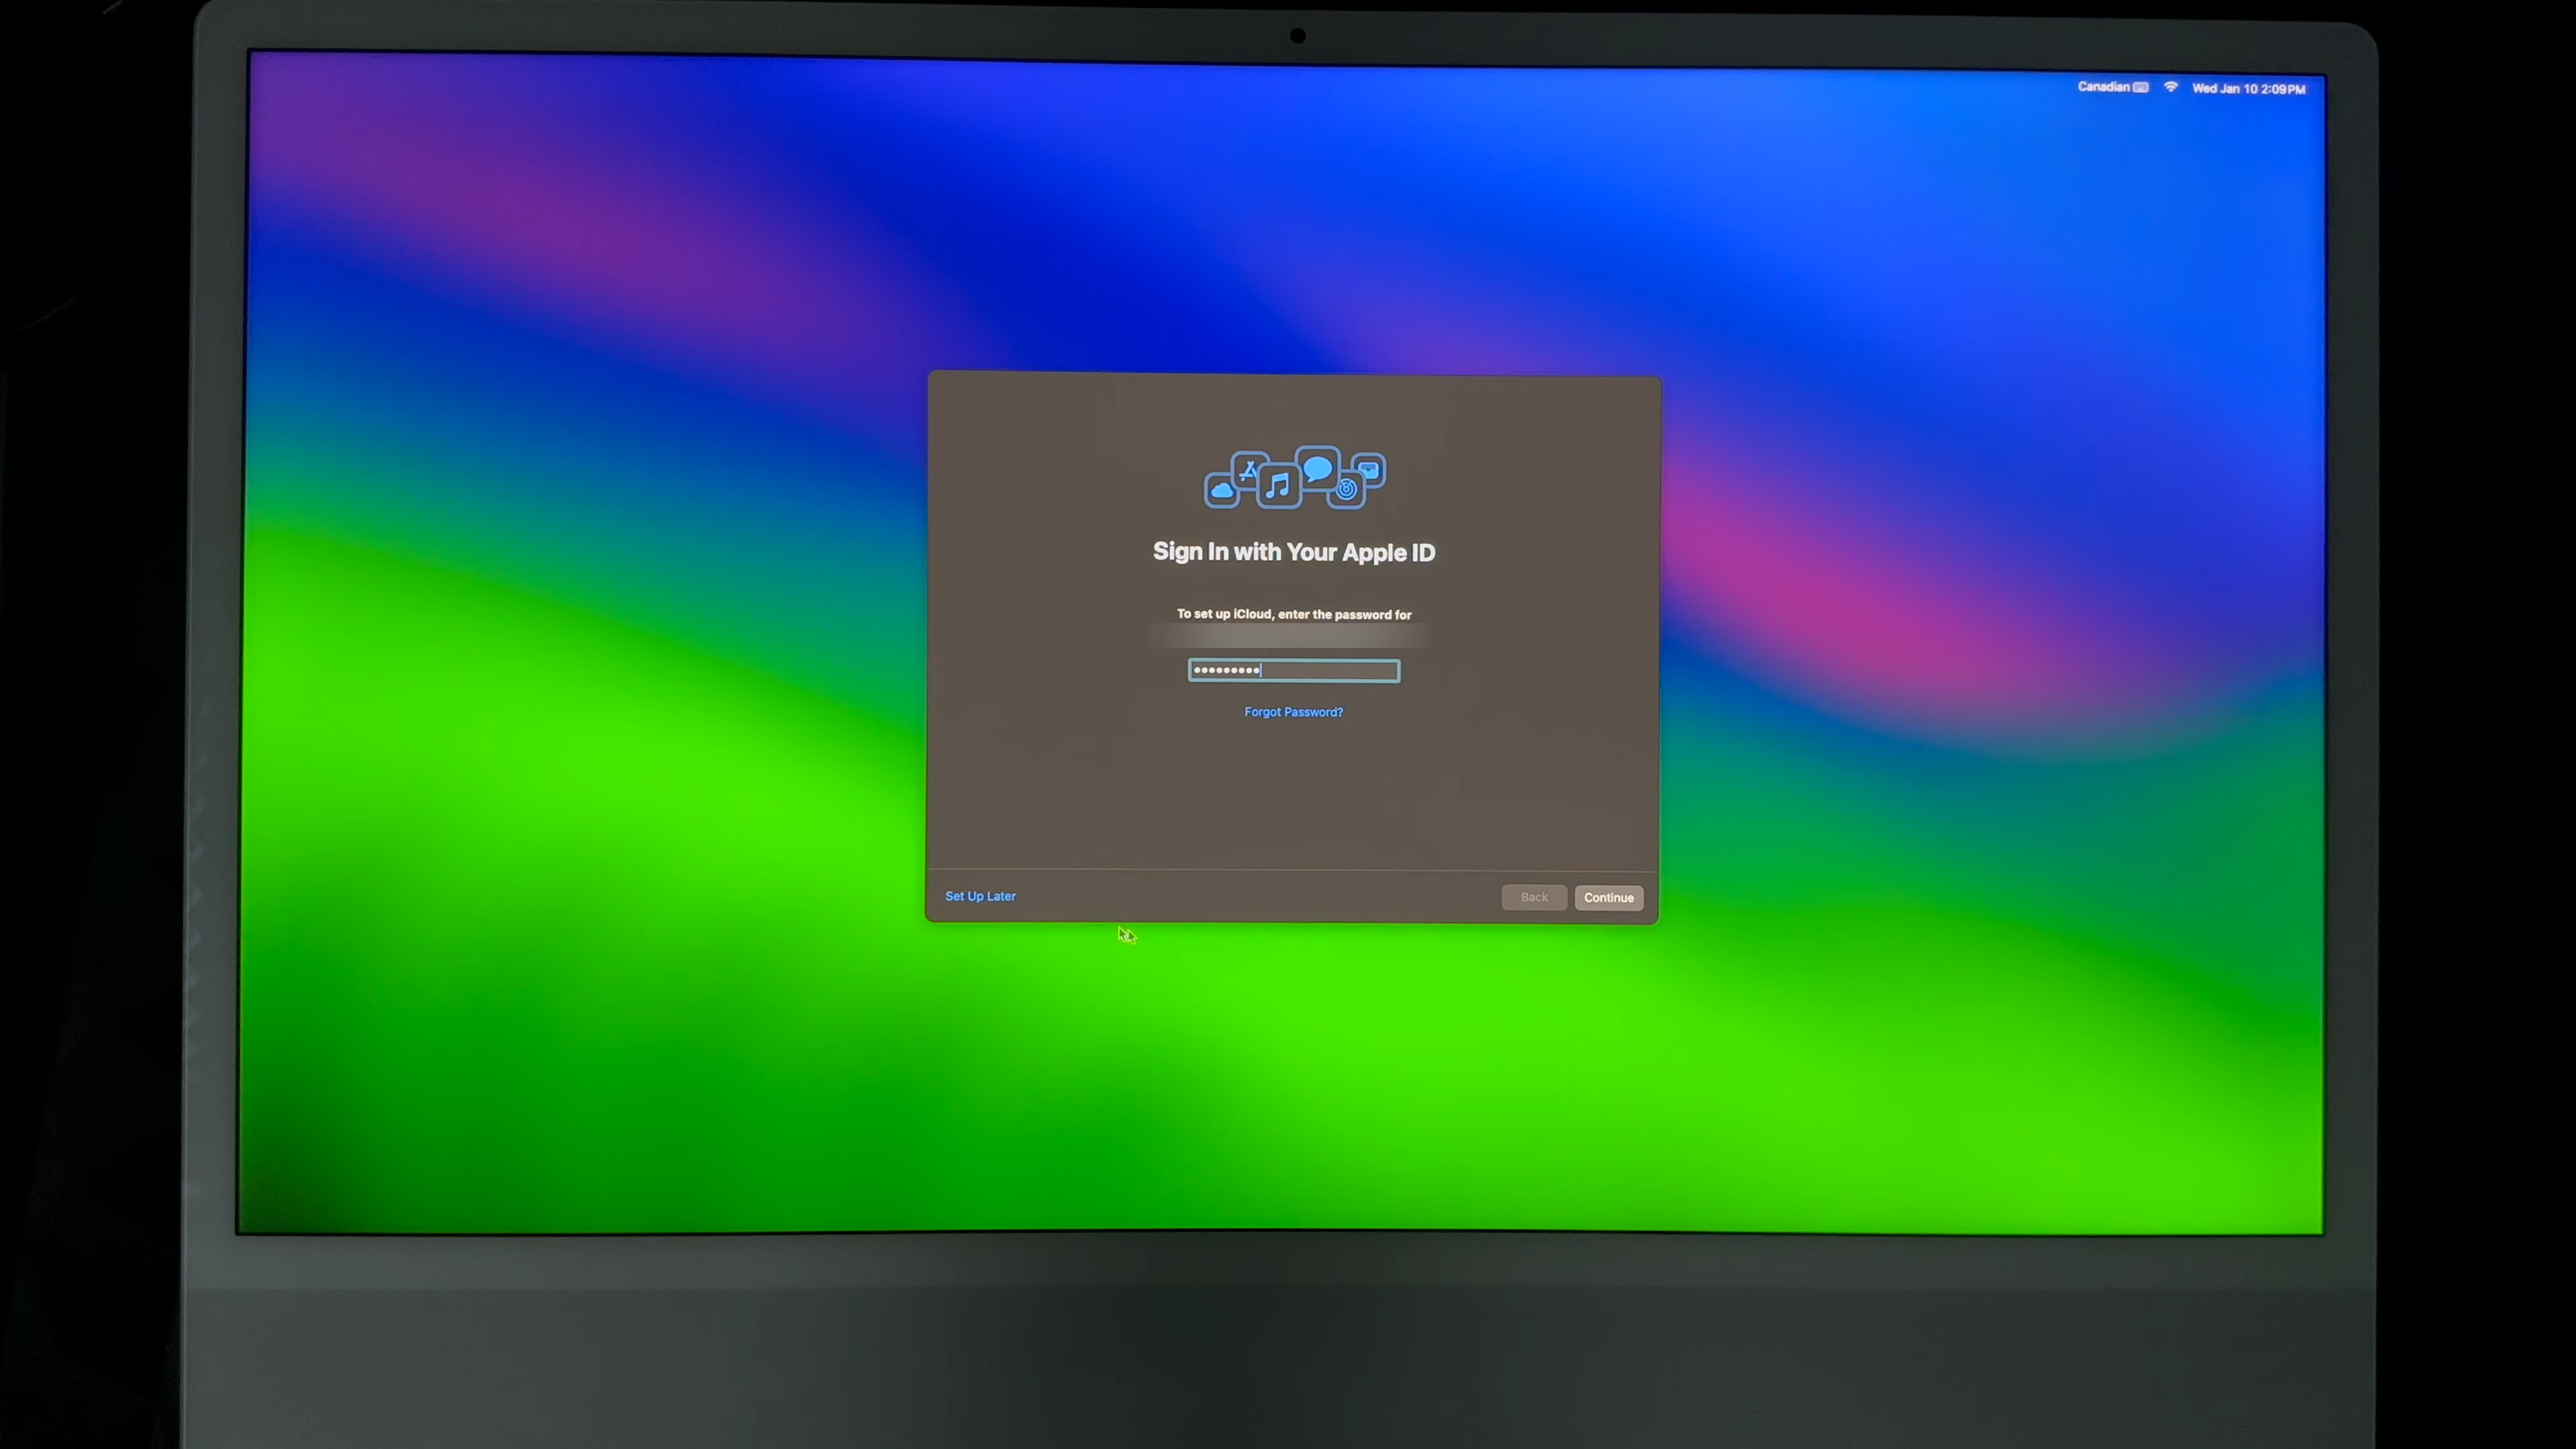 Canadian Wed Jan 10 2:09 PM
Sign In with Your Apple ID
To set up iCloud, enter the password for
•••••••••
Forgot Password?
Set Up Later Back Continue